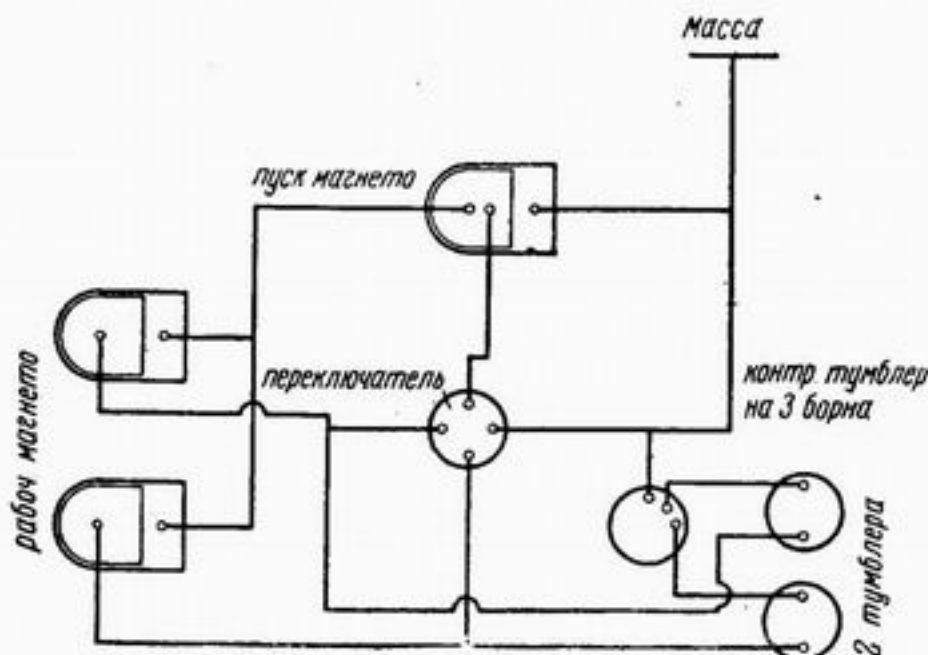 масса
пуск магнето
переключатель
контр. тумблер
на 3 борна
рабоч магнето
2 тумблера